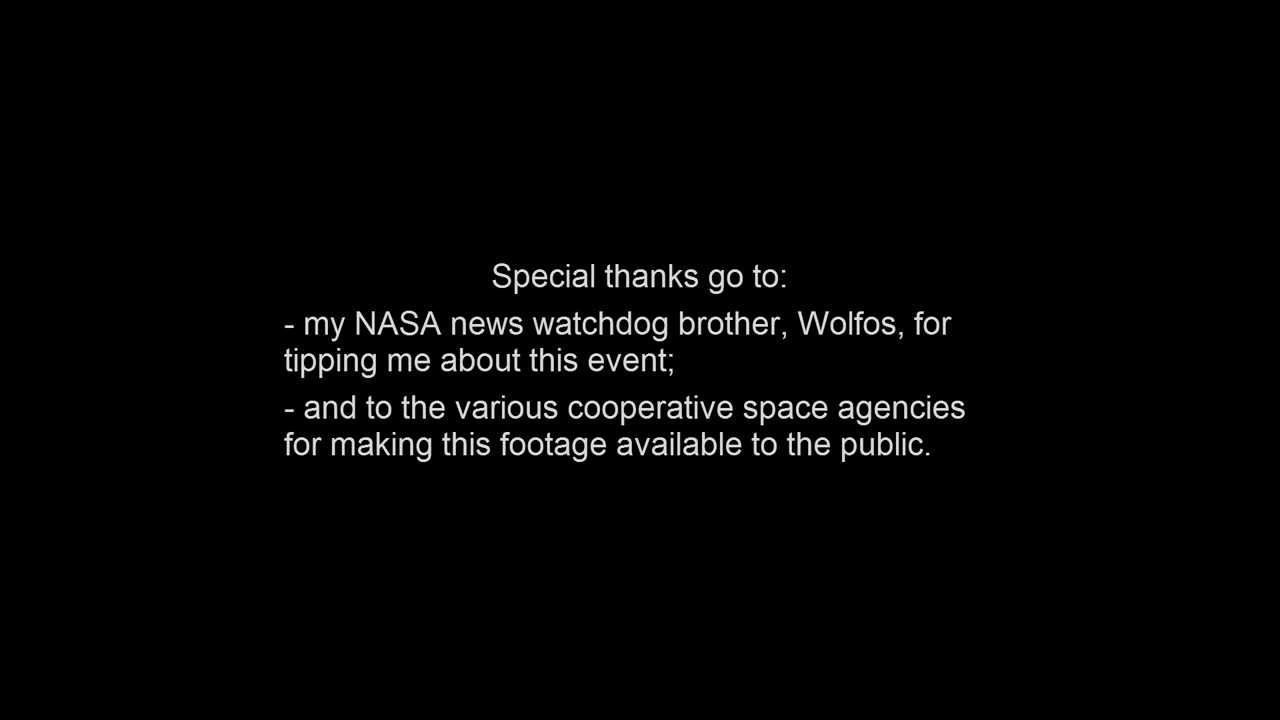 Special thanks go to:
- my NASA news watchdog brother, Wolfos, for
tipping me about this event;
- and to the various cooperative space agencies
for making this footage available to the public.